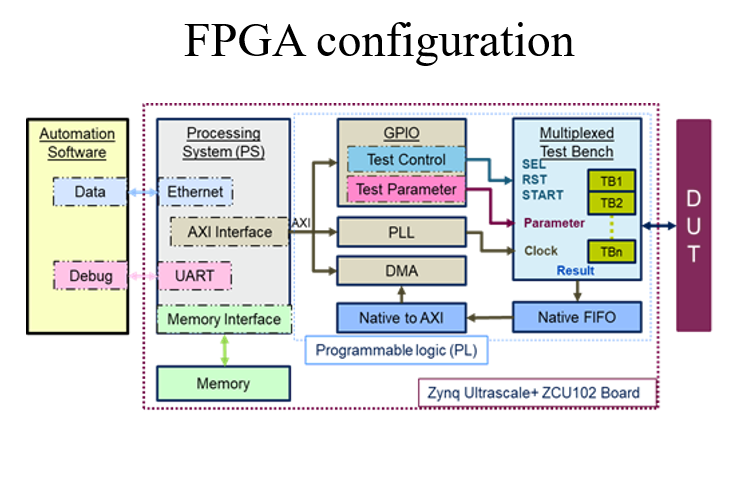 FPGA configuration
Automation
Software
Data
Debug
Processing
System (PS)
Ethernet
AXI Interface
UART
Memory Interface
Memory
AXI
GPIO
Test Control
Test Parameter
PLL
DMA
Native to AXI
Multiplexed
Test Bench
SEL
RST
START
TB1
TB2
Parameter
Clock
TBn
Result
Native FIFO
Programmable logic (PL)
Zynq Ultrascale+ ZCU102 Board
D
U
T